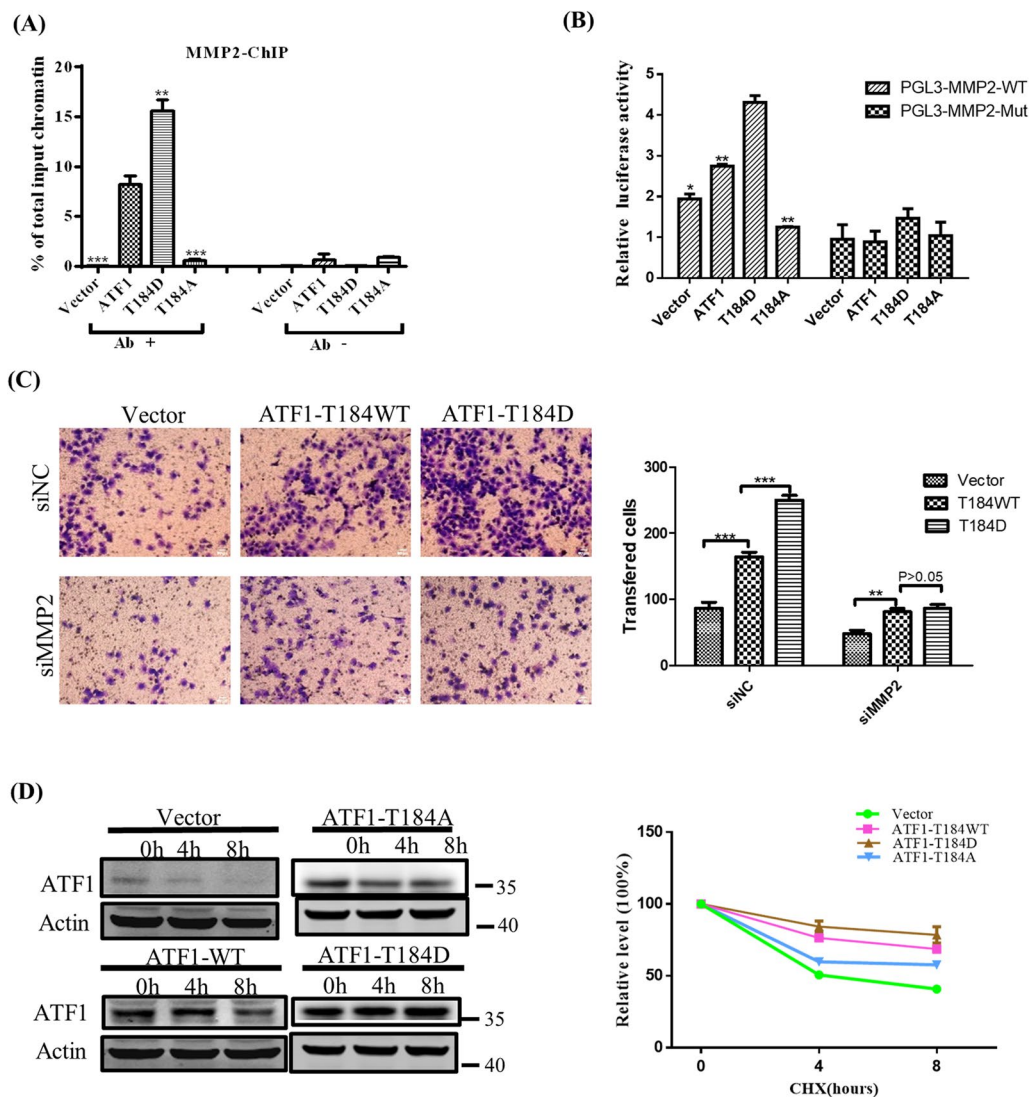 (A)
MMP2-ChIP
% of total input chromatin
20
15
10
5
0
***
**
***
Vector
ATF1
T184D
T184A
Vector
ATF1
T184D
T184A
Ab +
Ab -
(B)
Relative luciferase activity
5
4
3
2
1
0
PGL3-MMP2-WT
PGL3-MMP2-Mut
*
**
**
Vector
ATF1
T184D
T184A
Vector
ATF1
T184D
T184A
(C)
Vector
ATF1-T184WT
ATF1-T184D
siNC
siMMP2
Transfered cells
300
200
100
0
Vector
T184WT
T184D
***
***
**
P>0.05
siNC
siMMP2
(D)
Vector
ATF1-T184A
0h 4h 8h
0h 4h 8h
ATF1
35
Actin
40
ATF1-WT
ATF1-T184D
0h 4h 8h
0h 4h 8h
ATF1
35
Actin
40
Relative level (100%)
150
100
50
0
Vector
ATF1-T184WT
ATF1-T184D
ATF1-T184A
0
4
8
CHX(hours)